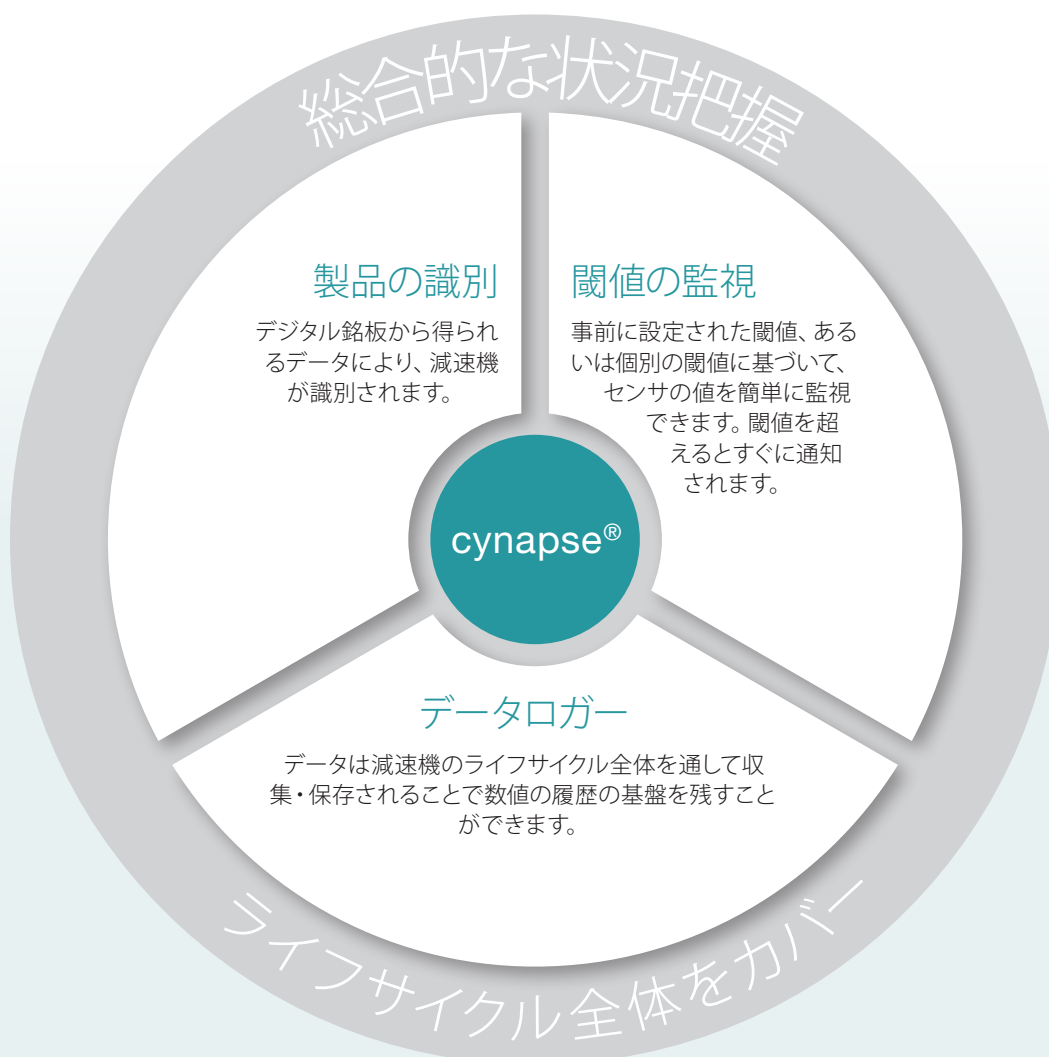 総合的な状況把握
製品の識別
デジタル銘板から得られ
るデータにより、減速機
が識別されます。
閾値の監視
事前に設定された閾値、ある
いは個別の閾値に基づいて、
センサの値を簡単に監視
できます。閾値を超
えるとすぐに通知
されます。
cynapse®
データロガー
データは減速機のライフサイクル全体を通して収
集・保存されることで数値の履歴の基盤を残すこと
ができます。
ライフサイクル全体をカバー